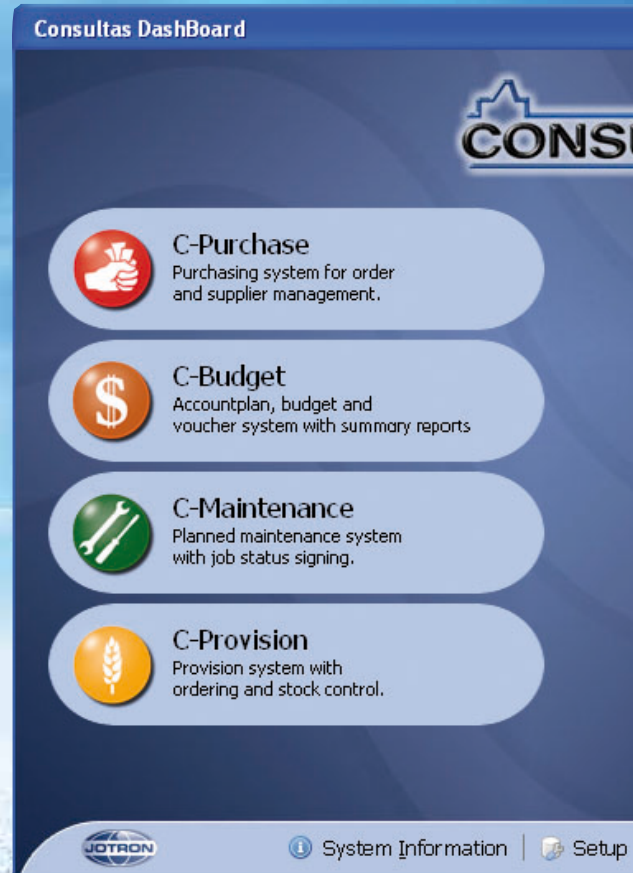 Consultas DashBoard
C-Purchase
Purchasing system for order
and supplier management.
C-Budget
Accountplan, budget and
voucher system with summary reports
C-Maintenance
Planned maintenance system
with job status signing.
C-Provision
Provision system with
ordering and stock control.
JOTRON
System Information
Setup